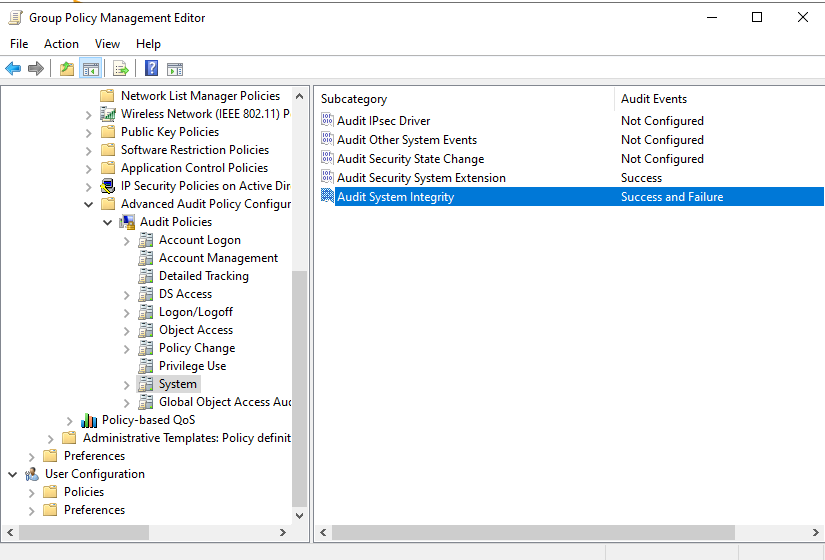 Group Policy Management Editor
File Action View Help
Network List Manager Policies
Wireless Network (IEEE 802.11) P
Public Key Policies
Software Restriction Policies
Application Control Policies
IP Security Policies on Active Dir
Advanced Audit Policy Configur
Audit Policies
Account Logon
Account Management
Detailed Tracking
DS Access
Logon/Logoff
Object Access
Policy Change
Privilege Use
System
Global Object Access Auc
Policy-based QoS
Administrative Templates: Policy definit
Preferences
User Configuration
Policies
Preferences
Subcategory Audit Events
Audit IPsec Driver Not Configured
Audit Other System Events Not Configured
Audit Security State Change Not Configured
Audit Security System Extension Success
Audit System Integrity Success and Failure